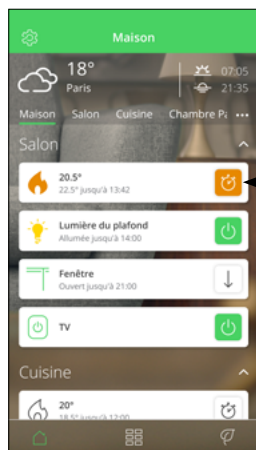 Maison
18°
Paris
07:05
21:35
Maison Salon Cuisine Chambre Pa
Salon
20.5°
22.5° jusqu'à 13:42
Lumière du plafond
Allumée jusqu'à 14:00
Fenêtre
Ouvert jusqu'à 21:00
TV
Cuisine
20°
18.5° jusqu'à 12:00